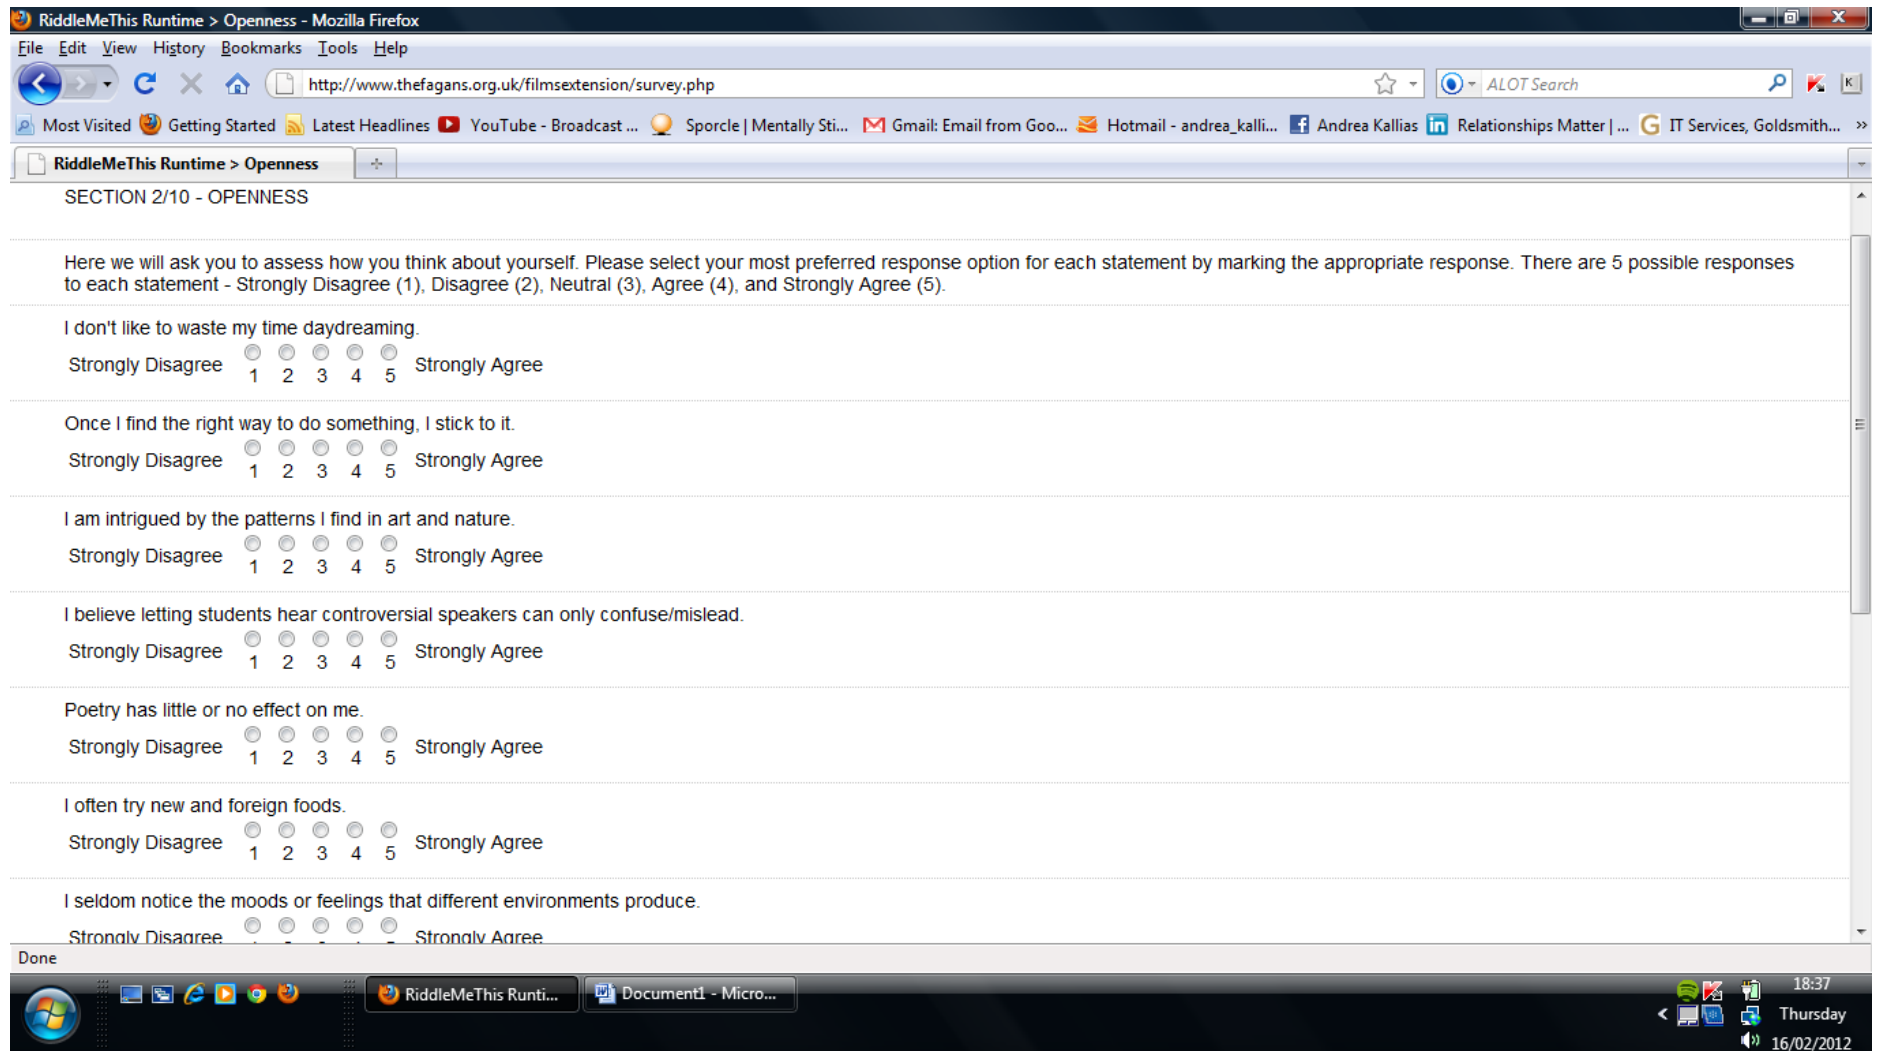 RiddleMeThis Runtime > Openness - Mozilla Firefox
File Edit View History Bookmarks Tools Help
http://www.thefagans.org.uk/filmsextension/survey.php ALOT Search
Most Visited Getting Started Latest Headlines YouTube - Broadcast ... Sporcle | Mentally Sti... Gmail: Email from Goo... Hotmail - andrea_kalli... Andrea Kallias Relationships Matter | ... IT Services, Goldsmith... »
RiddleMeThis Runtime > Openness
SECTION 2/10 - OPENNESS
Here we will ask you to assess how you think about yourself. Please select your most preferred response option for each statement by marking the appropriate response. There are 5 possible responses
to each statement - Strongly Disagree (1), Disagree (2), Neutral (3), Agree (4), and Strongly Agree (5).
I don't like to waste my time daydreaming.
Strongly Disagree 1 2 3 4 5 Strongly Agree
Once I find the right way to do something, I stick to it.
Strongly Disagree 1 2 3 4 5 Strongly Agree
I am intrigued by the patterns I find in art and nature.
Strongly Disagree 1 2 3 4 5 Strongly Agree
I believe letting students hear controversial speakers can only confuse/mislead.
Strongly Disagree 1 2 3 4 5 Strongly Agree
Poetry has little or no effect on me.
Strongly Disagree 1 2 3 4 5 Strongly Agree
I often try new and foreign foods.
Strongly Disagree 1 2 3 4 5 Strongly Agree
I seldom notice the moods or feelings that different environments produce.
Strongly Disagree Strongly Agree
Done
RiddleMeThis Runti... Document1 - Micro...
18:37
Thursday
16/02/2012